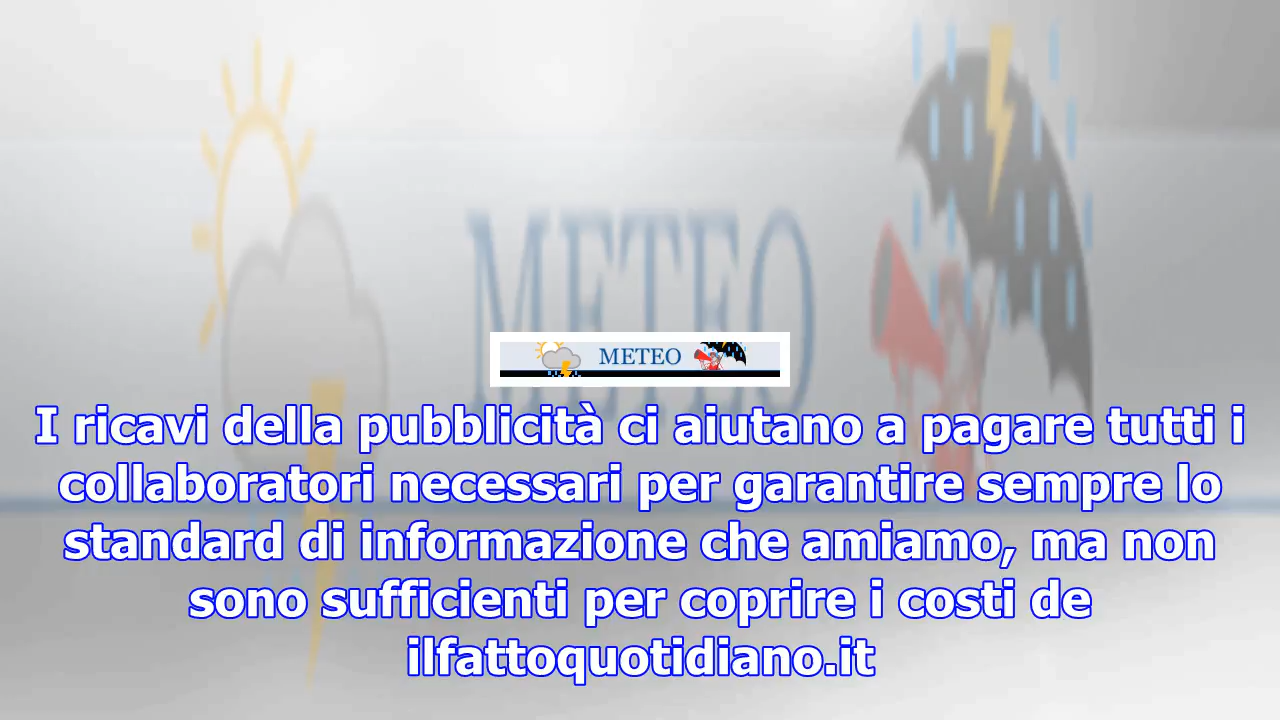 METEO
METEO
I ricavi della pubblicità ci aiutano a pagare tutti i
collaboratori necessari per garantire sempre lo
standard di informazione che amiamo, ma non
sono sufficienti per coprire i costi de
ilfattoquotidiano.it